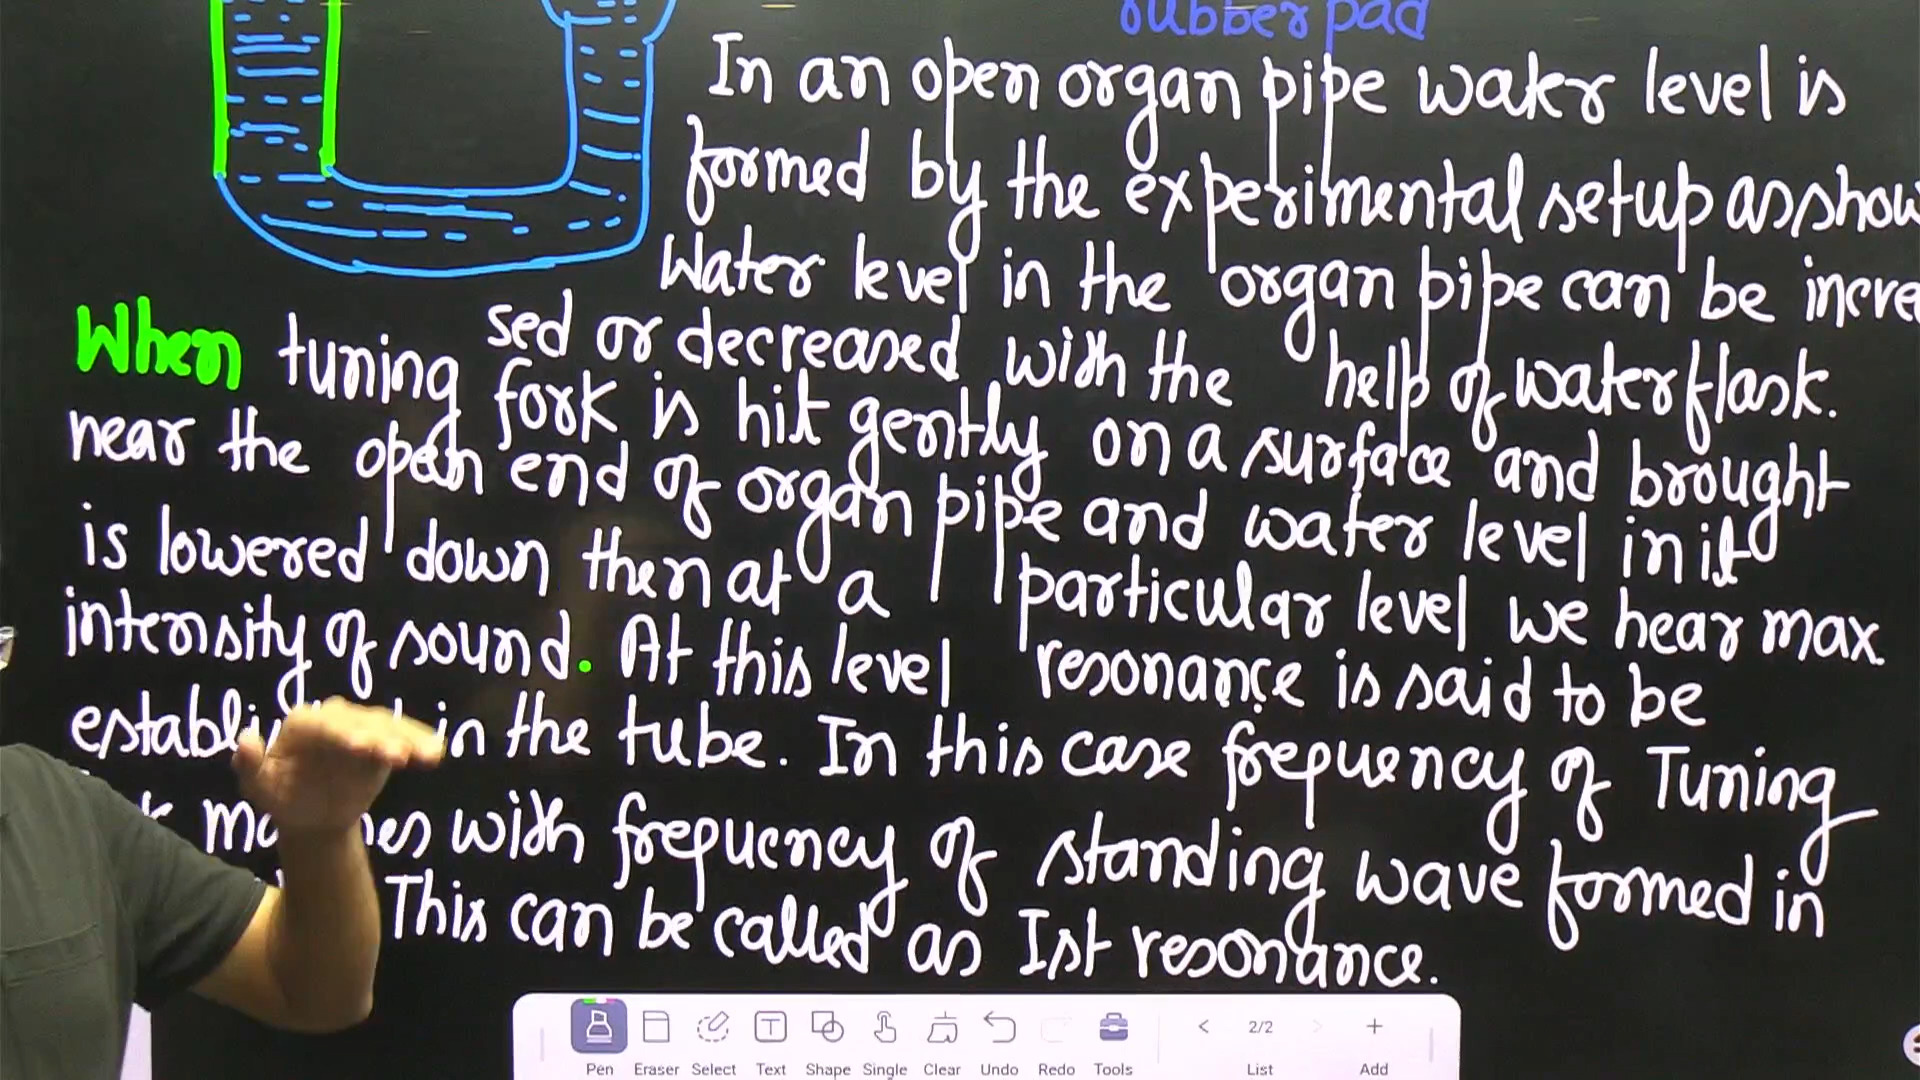 rubber pad
In an open organ pipe water level is
formed by the experimental setup as show
Water level in the organ pipe can be increa
sed or decreased with the help of water flask.
When tuning fork is hit gently on a surface and brought
near the open end of organ pipe and water level in it
is lowered down then at a particular level we hear max
intensity of sound. At this level resonance is said to be
in the tube. In this case frequency of Tuning
with frequency of standing wave formed in
This can be called as Ist resonance.
Pen Eraser Select Text Shape Single Clear Undo Redo Tools < 2/2 > List + Add